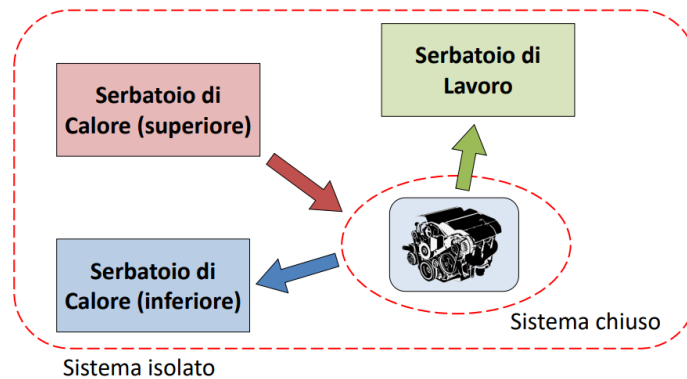 Serbatoio di
Lavoro
Serbatoio di
Calore (superiore)
Serbatoio di
Calore (inferiore)
Sistema chiuso
Sistema isolato